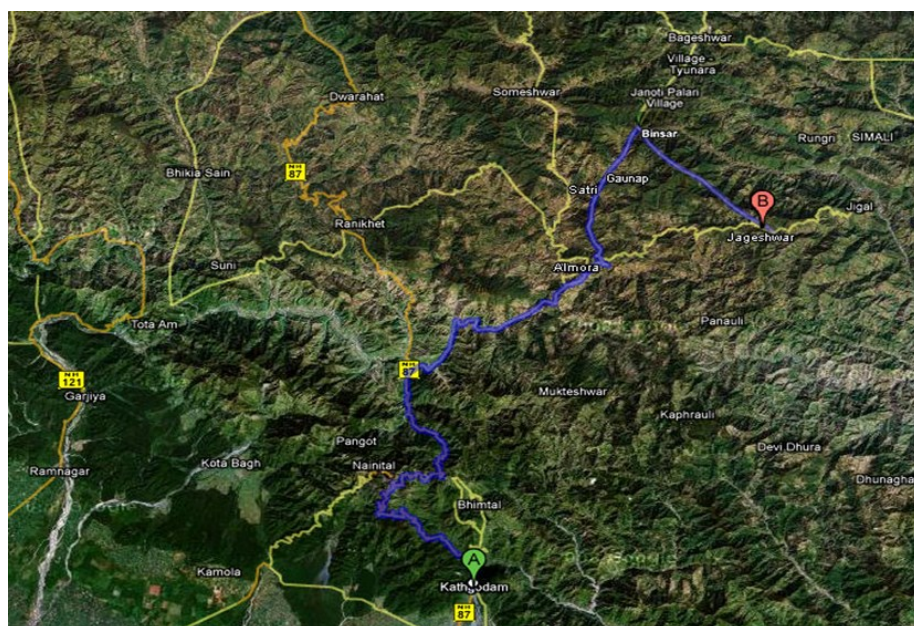 Bageshwar
Village -
Tyunara
Dwarahat
Someshwar
Janoti Palari
Village
Binsar
Rungri
SIMALI
NH
87
Bhikia Sain
Gaunap
Satri
B
Jigal
Ranikhet
Jageshwar
Suni
Almora
Tota Am
Panauli
NH
87
NH
121
Garjiya
Mukteshwar
Kaphrauli
Pangot
Devi Dhura
Ramnagar
Kota Bagh
Nainital
Dhunagha
Bhimtal
A
Kamola
Kathgodam
NH
87